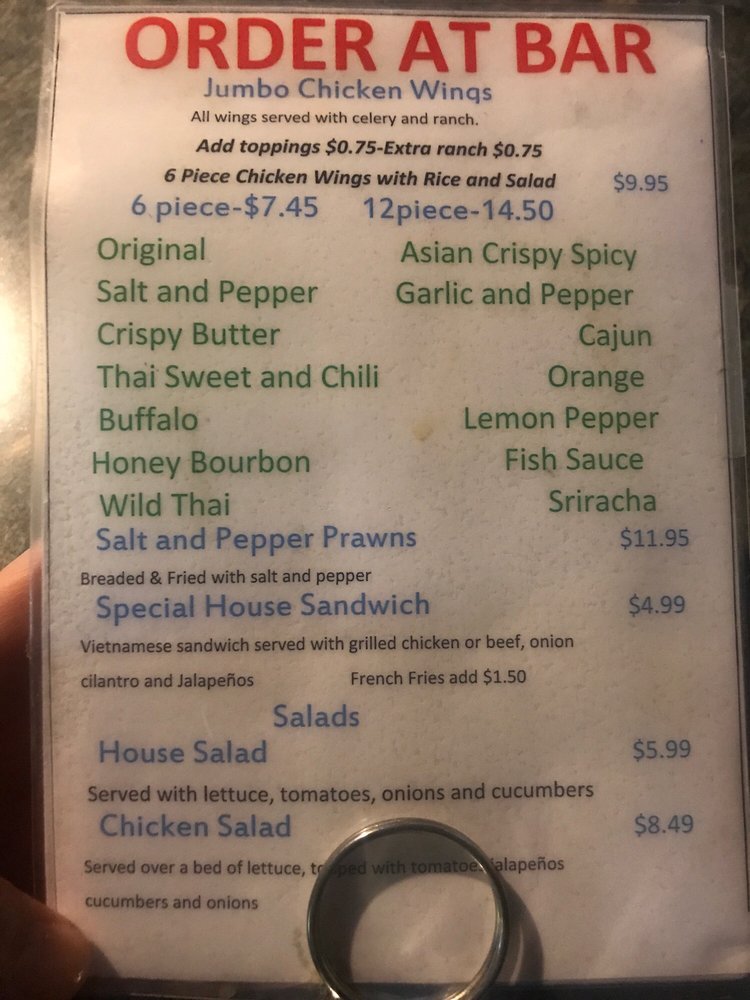 ORDER AT BAR
Jumbo Chicken Wings
All wings served with celery and ranch.
Add toppings $0.75-Extra ranch $0.75
6 Piece Chicken Wings with Rice and Salad $9.95
6 piece-$7.45 12piece-14.50
Original Asian Crispy Spicy
Salt and Pepper Garlic and Pepper
Crispy Butter Cajun
Thai Sweet and Chili Orange
Buffalo Lemon Pepper
Honey Bourbon Fish Sauce
Wild Thai Sriracha
Salt and Pepper Prawns $11.95
Breaded & Fried with salt and pepper
Special House Sandwich $4.99
Vietnamese sandwich served with grilled chicken or beef, onion
cilantro and Jalapeños French Fries add $1.50
Salads
House Salad $5.99
Served with lettuce, tomatoes, onions and cucumbers
Chicken Salad $8.49
Served over a bed of lettuce, topped with tomatoes jalapeños
cucumbers and onions